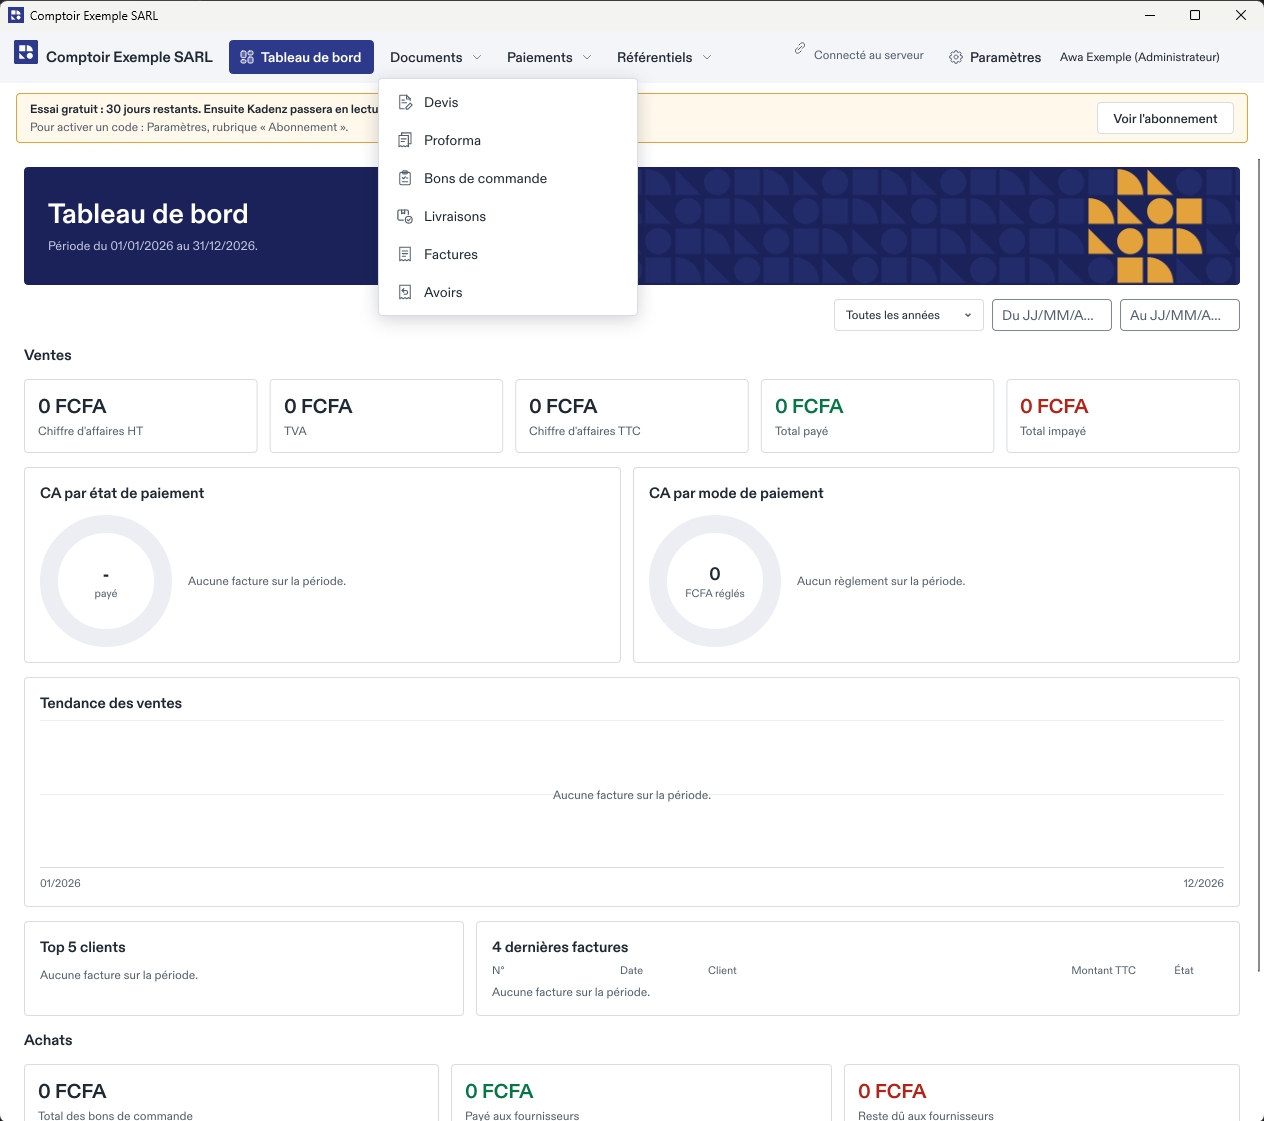 Comptoir Exemple SARL
Comptoir Exemple SARL
Tableau de bord
Documents
Paiements
Référentiels
Connecté au serveur
Paramètres
Awa Exemple (Administrateur)
Essai gratuit : 30 jours restants. Ensuite Kadenz passera en
Pour activer un code : Paramètres, rubrique « Abonnement ».
Voir l'abonnement
Devis
Proforma
Bons de commande
Livraisons
Factures
Avoirs
Tableau de bord
Période du 01/01/2026 au 31/12/2026.
Toutes les années
Du JJ/MM/A...
Au JJ/MM/A...
Ventes
0 FCFA
Chiffre d'affaires HT
0 FCFA
TVA
0 FCFA
Chiffre d'affaires TTC
0 FCFA
Total payé
0 FCFA
Total impayé
CA par état de paiement
-
payé
Aucune facture sur la période.
CA par mode de paiement
0
FCFA réglés
Aucun règlement sur la période.
Tendance des ventes
Aucune facture sur la période.
01/2026
12/2026
Top 5 clients
Aucune facture sur la période.
4 dernières factures
N° Date Client Montant TTC État
Aucune facture sur la période.
Achats
0 FCFA
Total des bons de commande
0 FCFA
Payé aux fournisseurs
0 FCFA
Reste dû aux fournisseurs